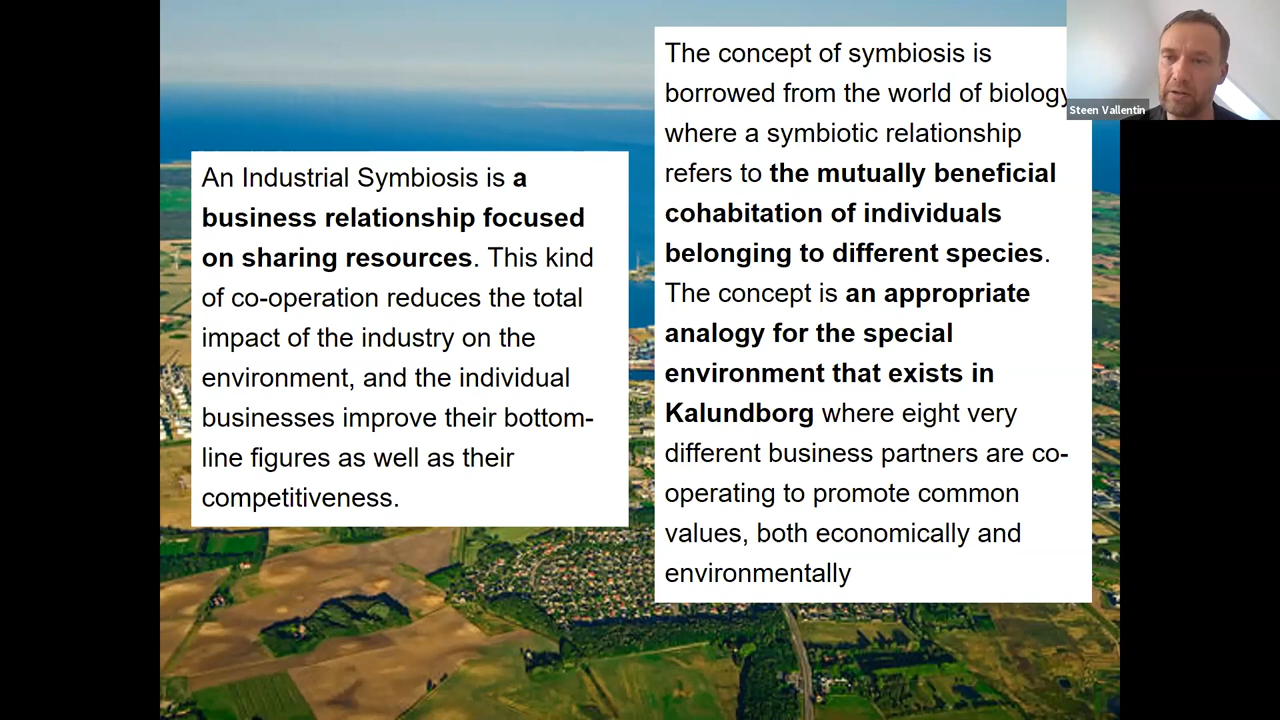 An Industrial Symbiosis is a
business relationship focused
on sharing resources. This kind
of co-operation reduces the total
impact of the industry on the
environment, and the individual
businesses improve their bottom-
line figures as well as their
competitiveness.
The concept of symbiosis is
borrowed from the world of biology
where a symbiotic relationship
refers to the mutually beneficial
cohabitation of individuals
belonging to different species.
The concept is an appropriate
analogy for the special
environment that exists in
Kalundborg where eight very
different business partners are co-
operating to promote common
values, both economically and
environmentally
Steen Vallentin